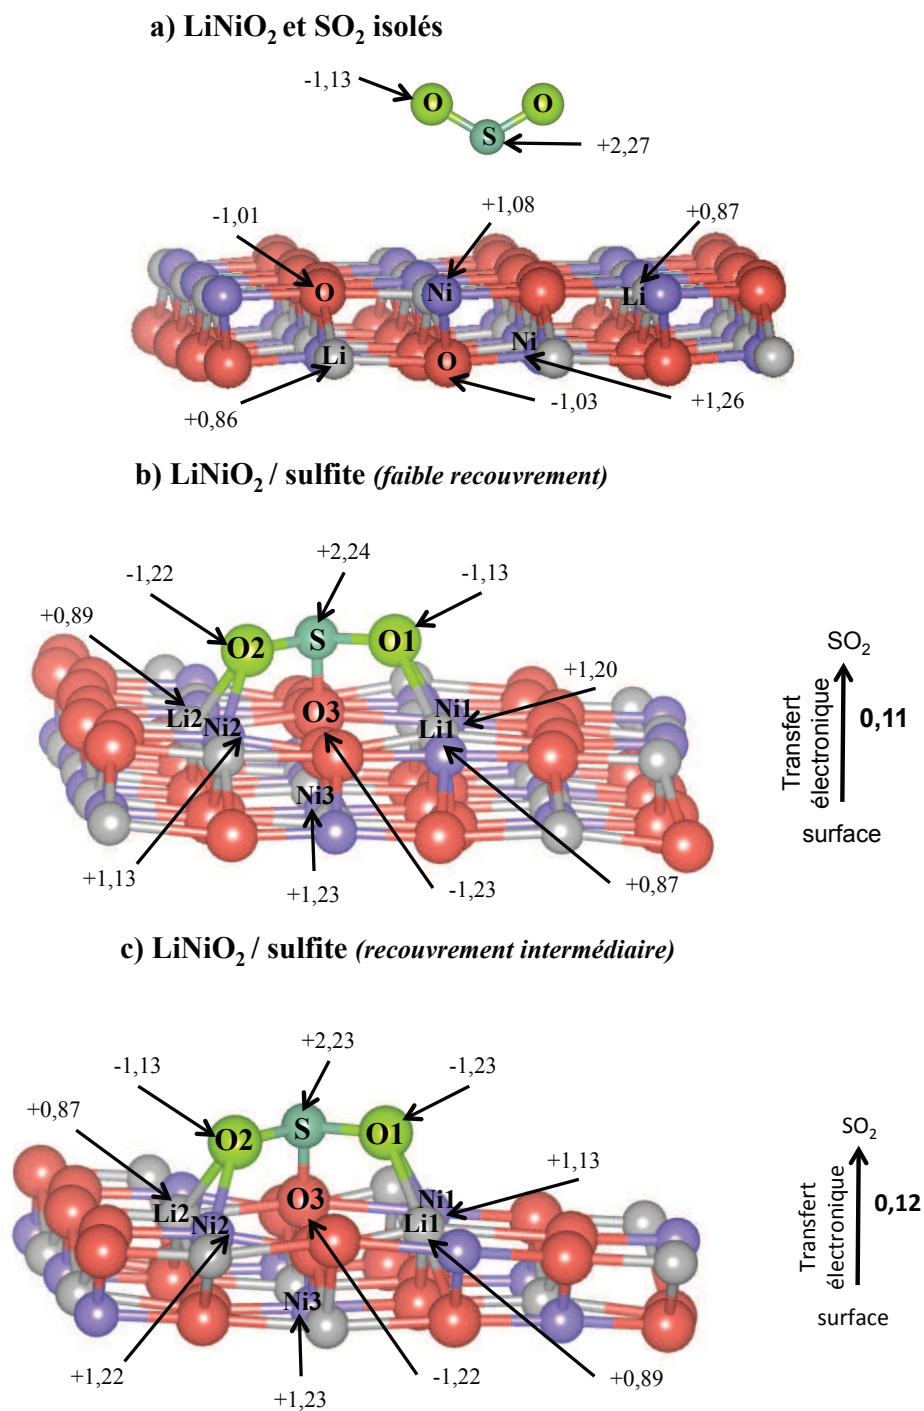 a) LiNiO2 et SO2 isolés
-1,13
O
O
S
+2,27
-1,01
+1,08
+0,87
O
Ni
Li
Li
O
Ni
+0,86
-1,03
+1,26
b) LiNiO2 / sulfite (faible recouvrement)
+2,24
-1,22
-1,13
+0,89
O2
S
O1
SO2
+1,20
Li2
Ni2
O3
Ni1
Li1
Transfert
électronique
0,11
Ni3
surface
+1,13
+1,23
-1,23
+0,87
c) LiNiO2 / sulfite (recouvrement intermédiaire)
+2,23
-1,13
-1,23
+0,87
O2
S
O1
SO2
+1,13
Li2
Ni2
O3
Ni1
Li1
Transfert
électronique
0,12
Ni3
surface
+1,22
+1,23
-1,22
+0,89